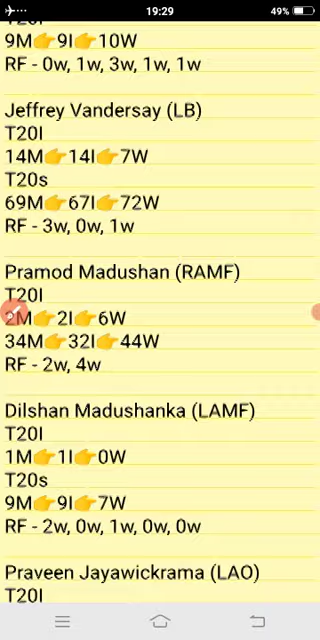 19:29
49%
T20I
9M👉9I👉10W
RF - 0w, 1w, 3w, 1w, 1w
Jeffrey Vandersay (LB)
T20I
14M👉14I👉7W
T20s
69M👉67I👉72W
RF - 3w, 0w, 1w
Pramod Madushan (RAMF)
T20I
2M👉2I👉6W
34M👉32I👉44W
RF - 2w, 4w
Dilshan Madushanka (LAMF)
T20I
1M👉1I👉0W
T20s
9M👉9I👉7W
RF - 2w, 0w, 1w, 0w, 0w
Praveen Jayawickrama (LAO)
T20I